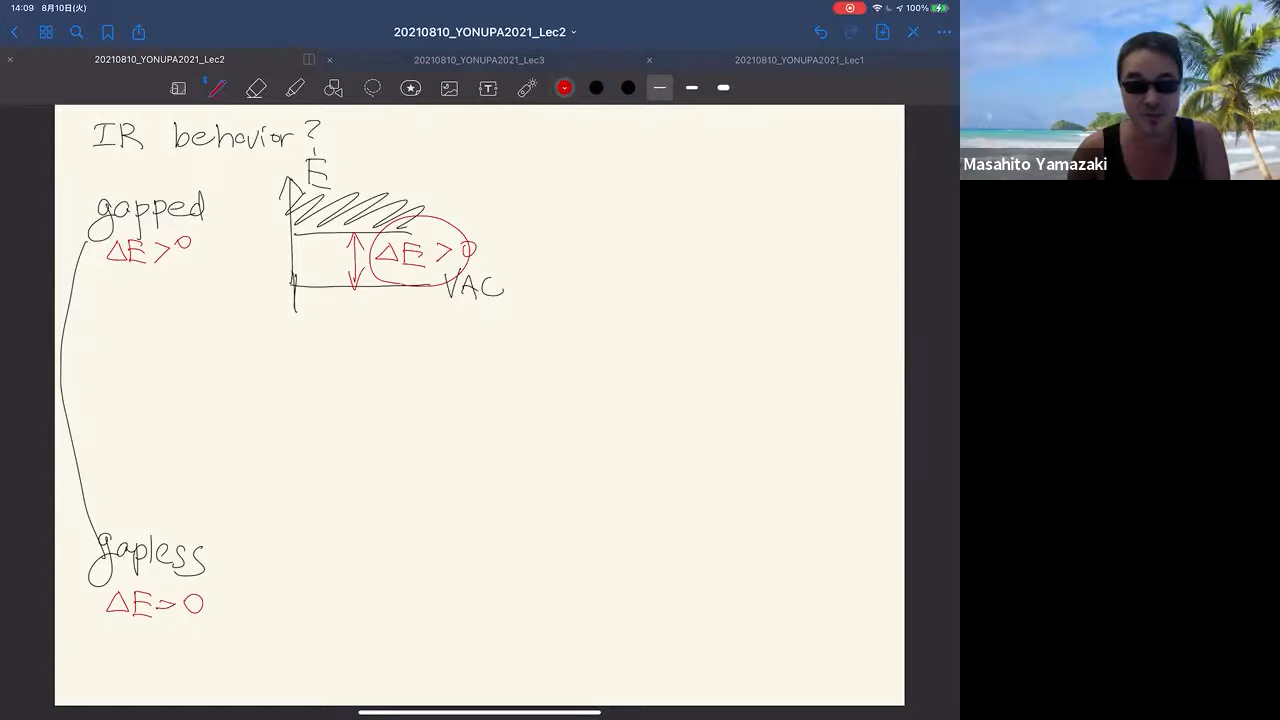 14:09 8月10日(火)
100%
20210810_YONUPA2021_Lec2
20210810_YONUPA2021_Lec2
20210810_YONUPA2021_Lec3
20210810_YONUPA2021_Lec1
IR behavior?
E
gapped
ΔE > 0
ΔE > 0
VAC
gapless
ΔE = 0
Masahito Yamazaki